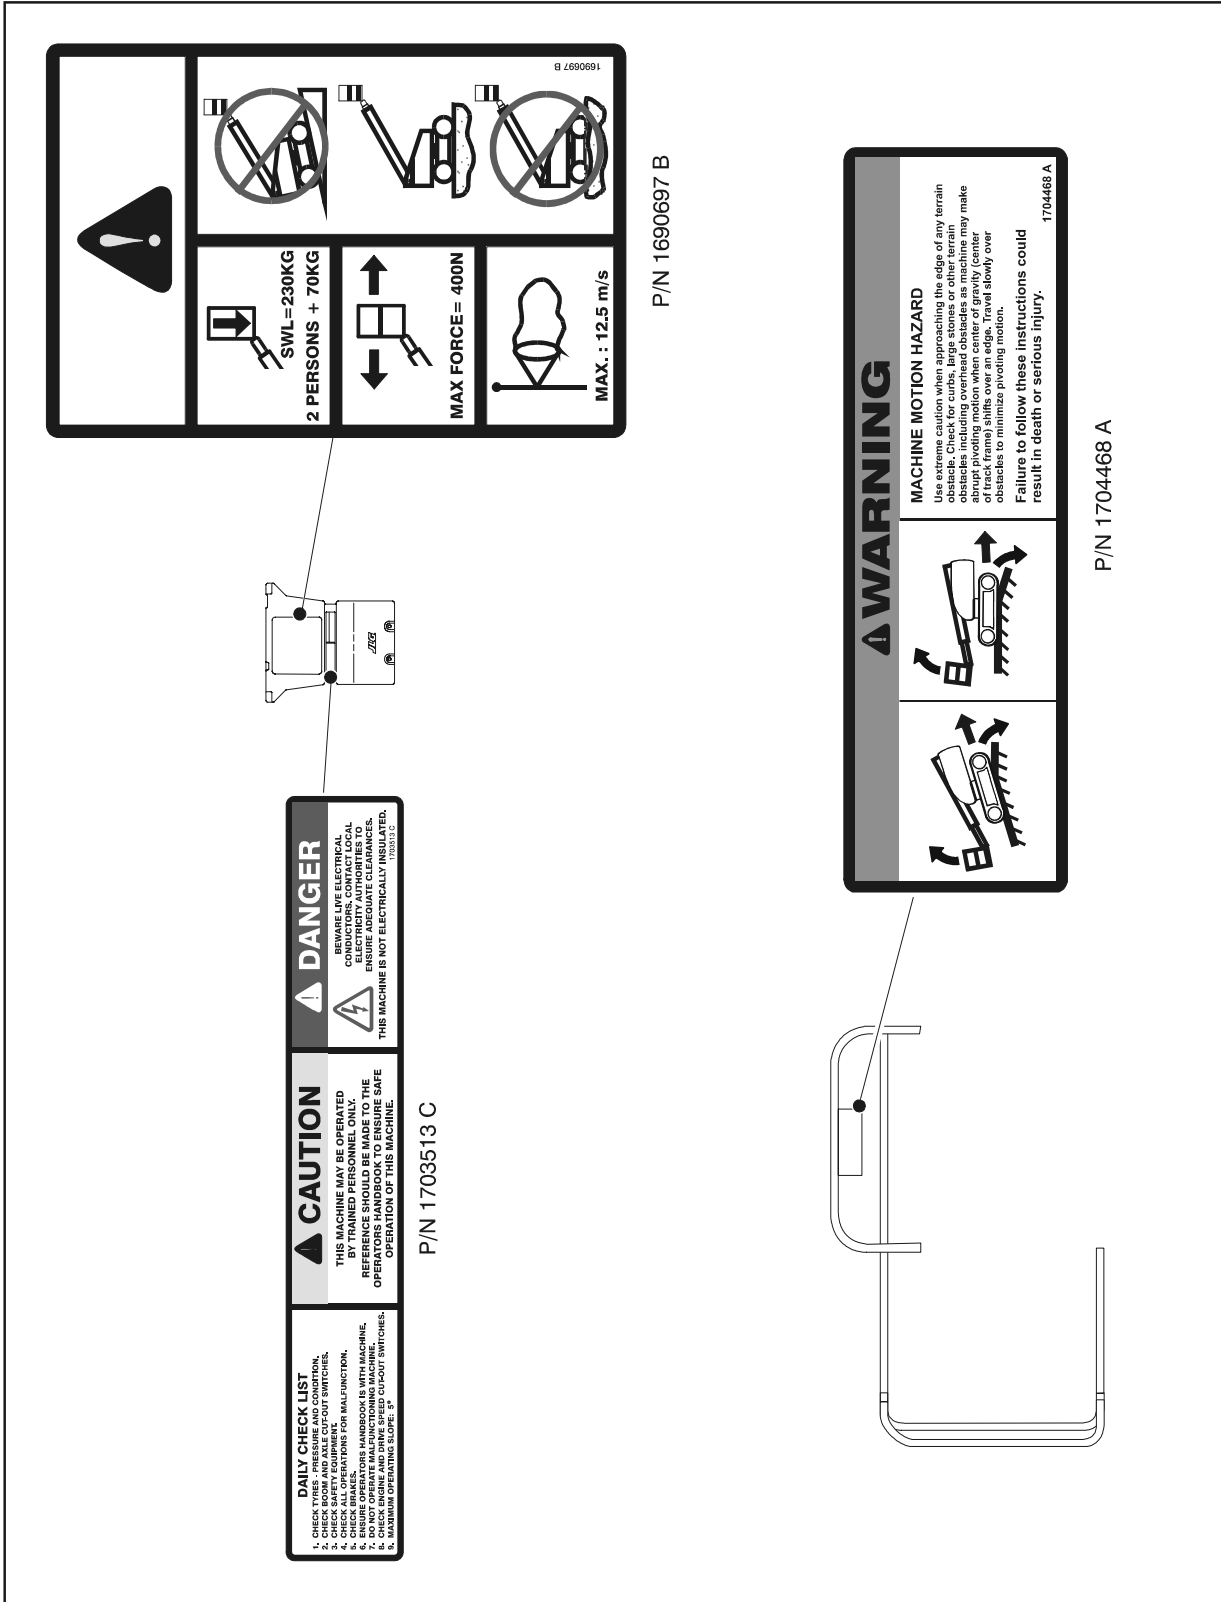 1690697 B
SWL=230KG
2 PERSONS + 70KG
MAX FORCE= 400N
MAX. : 12.5 m/s
P/N 1690697 B
JLG
DAILY CHECK LIST
1. CHECK TYRES - PRESSURE AND CONDITION.
2. CHECK BOOM AND AXLE CUT-OUT SWITCHES.
3. CHECK SAFETY EQUIPMENT.
4. CHECK ALL OPERATIONS FOR MALFUNCTION.
5. CHECK BRAKES.
6. ENSURE OPERATORS HANDBOOK IS WITH MACHINE.
7. DO NOT OPERATE MALFUNCTIONING MACHINE.
8. CHECK ENGINE AND DRIVE SPEED CUT-OUT SWITCHES.
9. MAXIMUM OPERATING SLOPE: 5°
CAUTION
THIS MACHINE MAY BE OPERATED
BY TRAINED PERSONNEL ONLY.
REFERENCE SHOULD BE MADE TO THE
OPERATORS HANDBOOK TO ENSURE SAFE
OPERATION OF THIS MACHINE.
DANGER
BEWARE LIVE ELECTRICAL
CONDUCTORS, CONTACT LOCAL
ELECTRICITY AUTHORITIES TO
ENSURE ADEQUATE CLEARANCES.
THIS MACHINE IS NOT ELECTRICALLY INSULATED.
1703513 C
P/N 1703513 C
WARNING
MACHINE MOTION HAZARD
Use extreme caution when approaching the edge of any terrain
obstacle. Check for curbs, large stones or other terrain
obstacles including overhead obstacles as machine may make
abrupt pivoting motion when center of gravity (center
of track frame) shifts over an edge. Travel slowly over
obstacles to minimize pivoting motion.
Failure to follow these instructions could
result in death or serious injury.
1704468 A
P/N 1704468 A